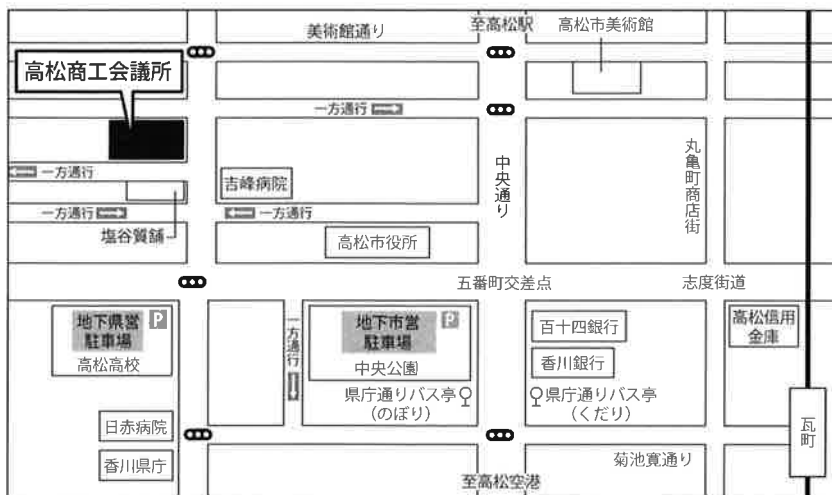 美術館通り
至高松駅
高松市美術館
高松商工会議所
一方通行
中央通り
丸亀町商店街
一方通行
吉峰病院
一方通行
一方通行
塩谷質舗
高松市役所
五番町交差点
志度街道
地下県営
駐車場
P
高松高校
一方通行
地下市営
駐車場
P
中央公園
百十四銀行
香川銀行
高松信用
金庫
県庁通りバス亭
(のぼり)
県庁通りバス亭
(くだり)
日赤病院
香川県庁
瓦町
菊池寛通り
至高松空港